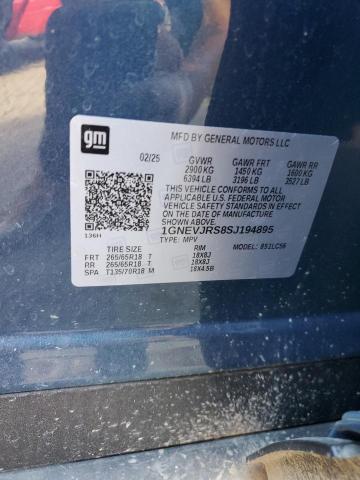 gm
MFD BY GENERAL MOTORS LLC
02/25 GVWR GAWR FRT GAWR RR
2900 KG 1450 KG 1600 KG
6394 LB 3196 LB 3527 LB
THIS VEHICLE CONFORMS TO ALL
APPLICABLE U.S. FEDERAL MOTOR
VEHICLE SAFETY STANDARDS IN
EFFECT ON THE DATE OF MANUFACTURE
SHOWN ABOVE.
1GNEVJRS8SJ194895
136H TYPE: MPV MODEL:
TIRE SIZE RIM
FRT 265/65R18 T 18X8J
RR 265/65R18 T 18X8J
SPA T135/70R18 M 18X4.5B